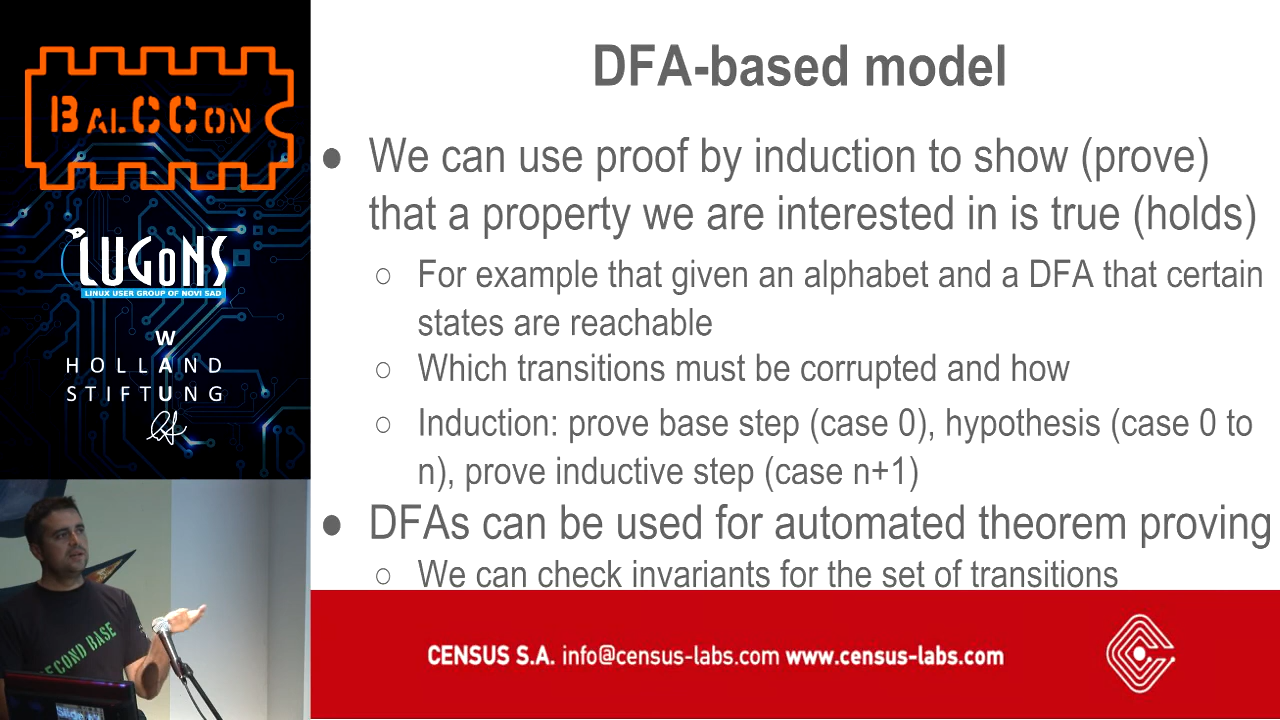 BALCCON
LUGoNS
LINUX USER GROUP OF NOVI SAD
W
HOLLAND
STIFTUNG
DFA-based model
● We can use proof by induction to show (prove)
that a property we are interested in is true (holds)
○ For example that given an alphabet and a DFA that certain
states are reachable
○ Which transitions must be corrupted and how
○ Induction: prove base step (case 0), hypothesis (case 0 to
n), prove inductive step (case n+1)
● DFAs can be used for automated theorem proving
○ We can check invariants for the set of transitions
SECOND BASE
CENSUS S.A. info@census-labs.com www.census-labs.com